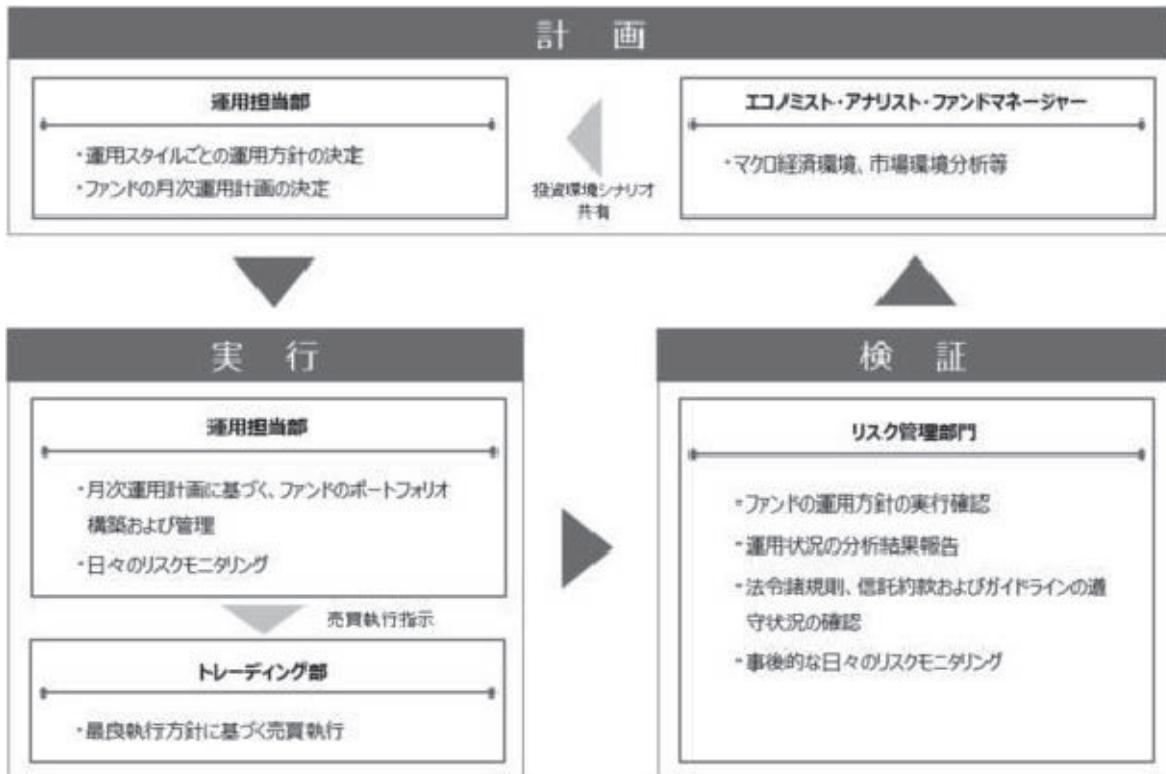 計 画
運用担当部
・運用スタイルごとの運用方針の決定
・ファンドの月次運用計画の決定
投資環境シナリオ
共有
エコノミスト・アナリスト・ファンドマネージャー
・マクロ経済環境、市場環境分析等
実 行
運用担当部
・月次運用計画に基づく、ファンドのポートフォリオ
構築および管理
・日々のリスクモニタリング
売買執行指示
トレーディング部
・最良執行方針に基づく売買執行
検 証
リスク管理部門
・ファンドの運用方針の実行確認
・運用状況の分析結果報告
・法令諸規則、信託約款およびガイドラインの遵
守状況の確認
・事後的な日々のリスクモニタリング